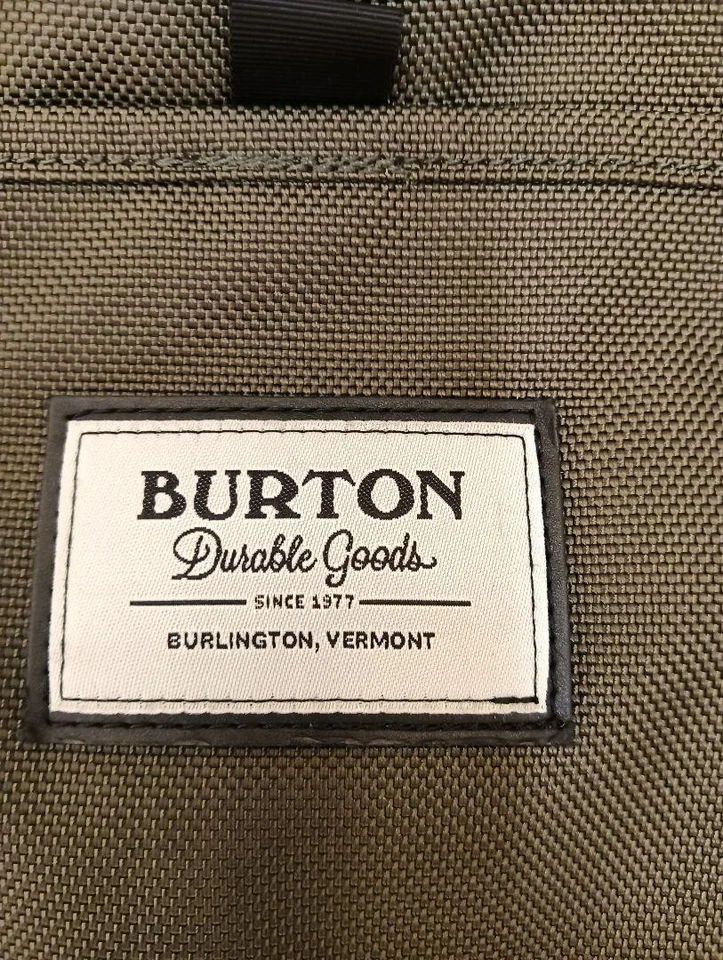 BURTON
Durable Goods
SINCE 1977
BURLINGTON, VERMONT